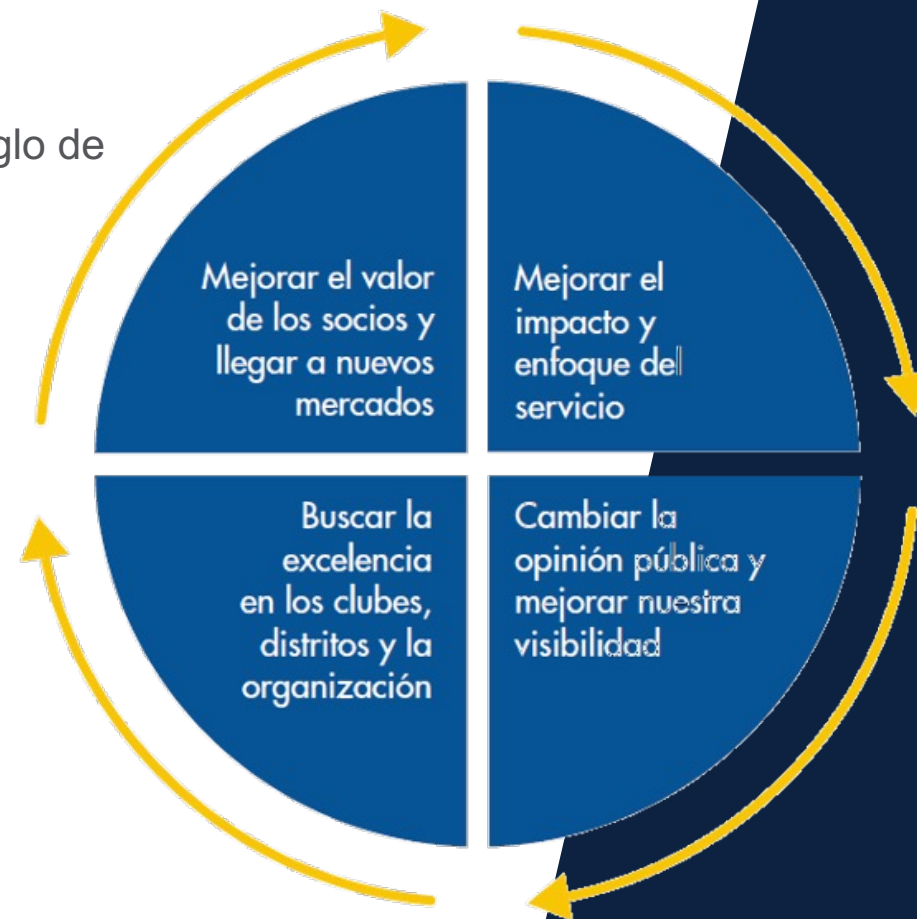 glo de
Mejorar el valor
de los socios y
llegar a nuevos
mercados
Mejorar el
impacto y
enfoque del
servicio
Buscar la
excelencia
en los clubes,
distritos y la
organización
Cambiar la
opinión pública y
mejorar nuestra
visibilidad